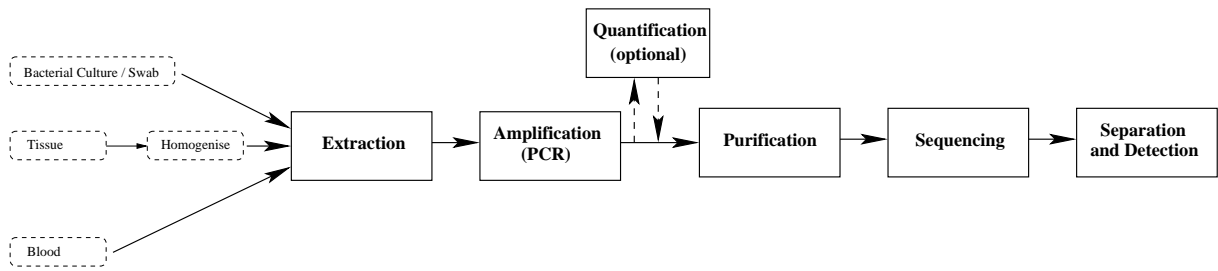 Bacterial Culture / Swab
Tissue
Homogenise
Blood
Extraction
Amplification
(PCR)
Quantification
(optional)
Purification
Sequencing
Separation
and Detection